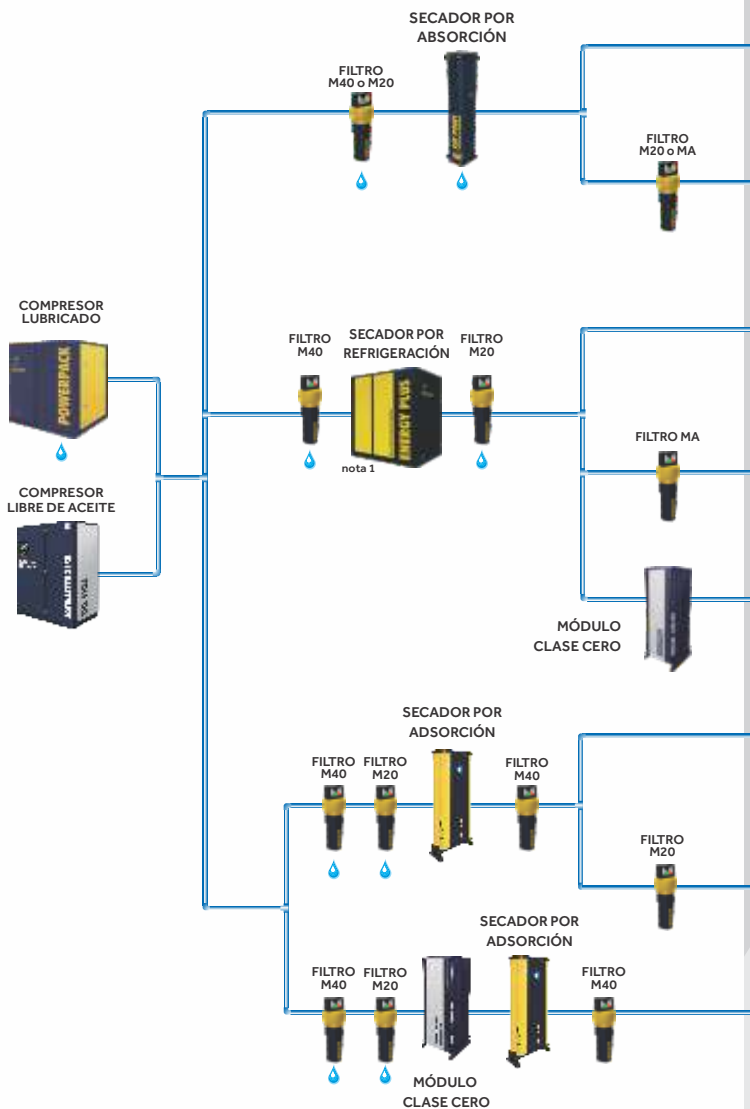 SECADOR POR
ABSORCIÓN
FILTRO
M40 o M20
FILTRO
M20 o MA
COMPRESOR
LUBRICADO
POWERPACK
FILTRO
M40
SECADOR POR
REFRIGERACIÓN
ENERGY PLUS
nota 1
FILTRO
M20
FILTRO MA
COMPRESOR
LIBRE DE ACEITE
MÓDULO
CLASE CERO
SECADOR POR
ADSORCIÓN
FILTRO
M40
FILTRO
M20
FILTRO
M40
FILTRO
M20
SECADOR POR
ADSORCIÓN
FILTRO
M40
FILTRO
M20
FILTRO
M40
MÓDULO
CLASE CERO